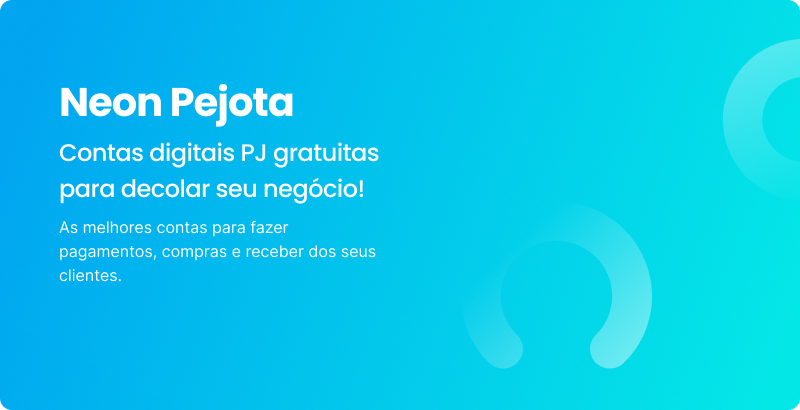 Neon Pejota
Contas digitais PJ gratuitas
para decolar seu negócio!
As melhores contas para fazer
pagamentos, compras e receber dos seus
clientes.